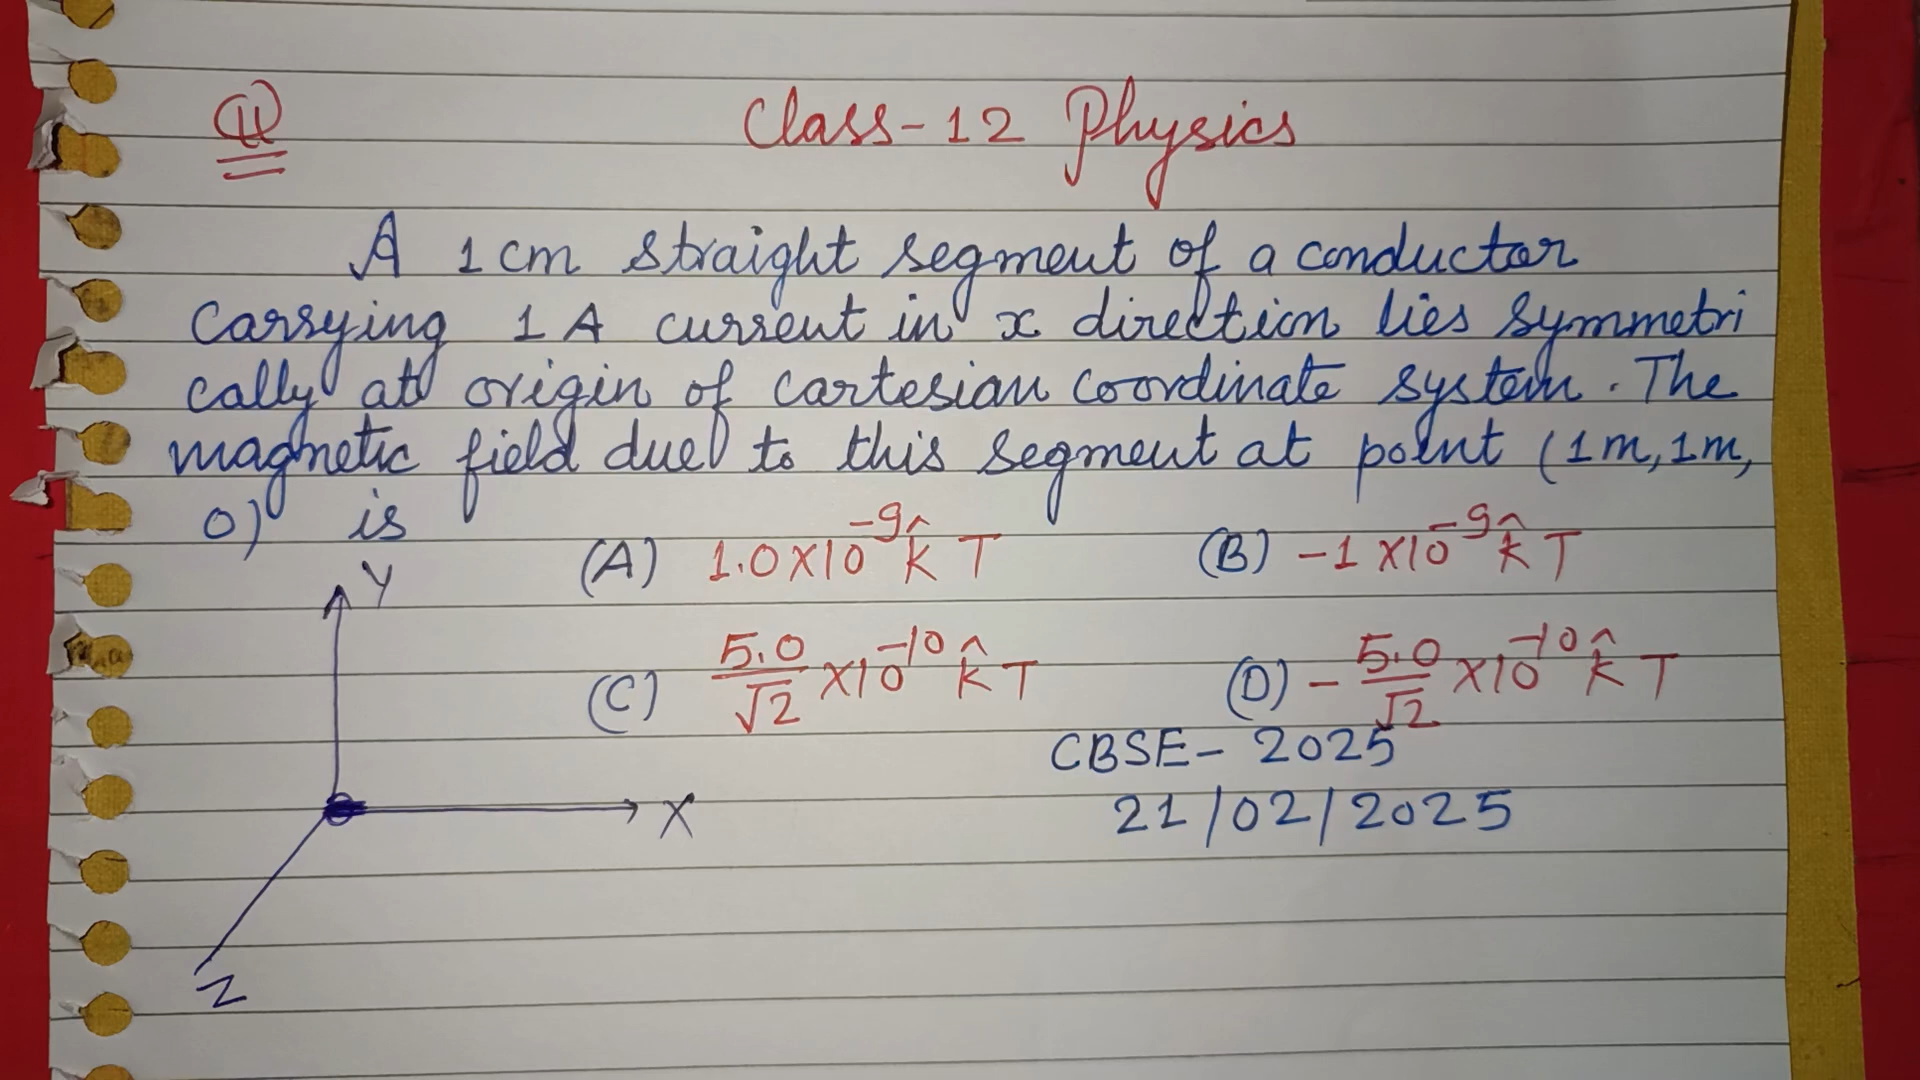 Q
Class-12 Physics
A 1 cm straight segment of a conductor
carrying 1 A current in x direction lies symmetri
cally at origin of cartesian coordinate system. The
magnetic field due to this segment at point (1m, 1m,
0) is
(A) 1.0×10⁻⁹ k̂ T (B) -1×10⁻⁹ k̂ T
(C) 5.0/√2 ×10⁻¹⁰ k̂ T (D) - 5.0/√2 ×10⁻¹⁰ k̂ T
CBSE- 2025
21/02/2025
Y
X
Z